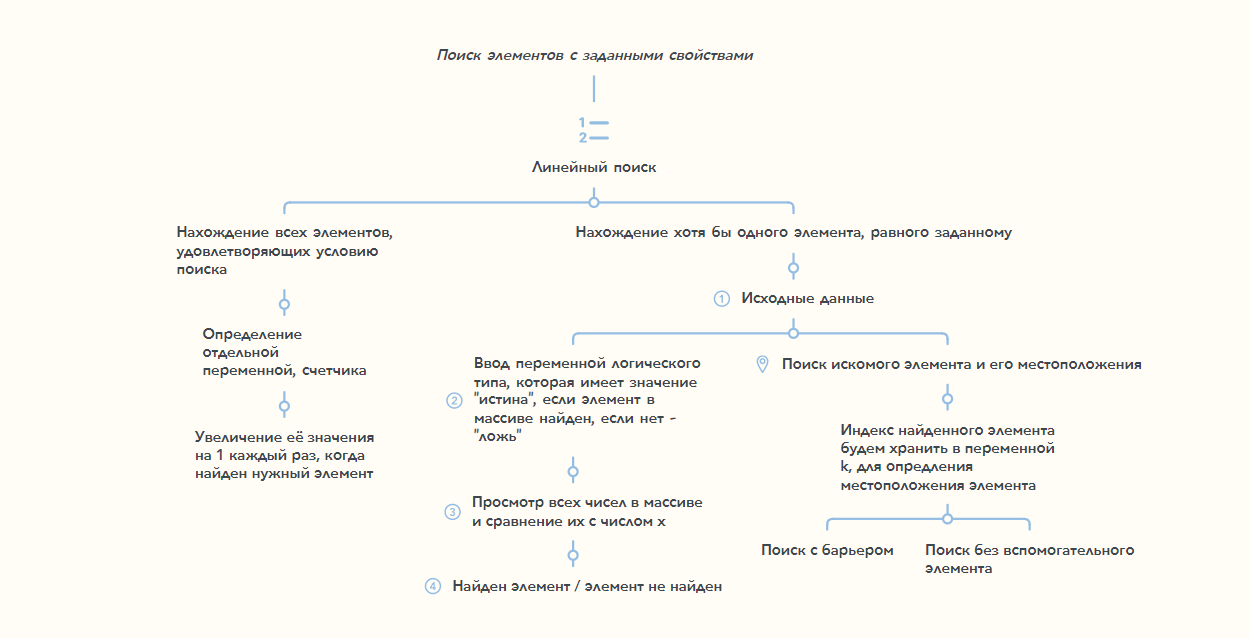 Поиск элементов с заданными свойствами
1
2
Линейный поиск
Нахождение всех элементов,
удовлетворяющих условию
поиска
Определение
отдельной
переменной, счетчика
Увеличение её значения
на 1 каждый раз, когда
найден нужный элемент
Нахождение хотя бы одного элемента, равного заданному
1 Исходные данные
Ввод переменной логического
типа, которая имеет значение
2 "истина", если элемент в
массиве найден, если нет -
"ложь"
3 Просмотр всех чисел в массиве
и сравнение их с числом x
4 Найден элемент / элемент не найден
Поиск искомого элемента и его местоположения
Индекс найденного элемента
будем хранить в переменной
k, для опредления
местоположения элемента
Поиск с барьером
Поиск без вспомогательного
элемента